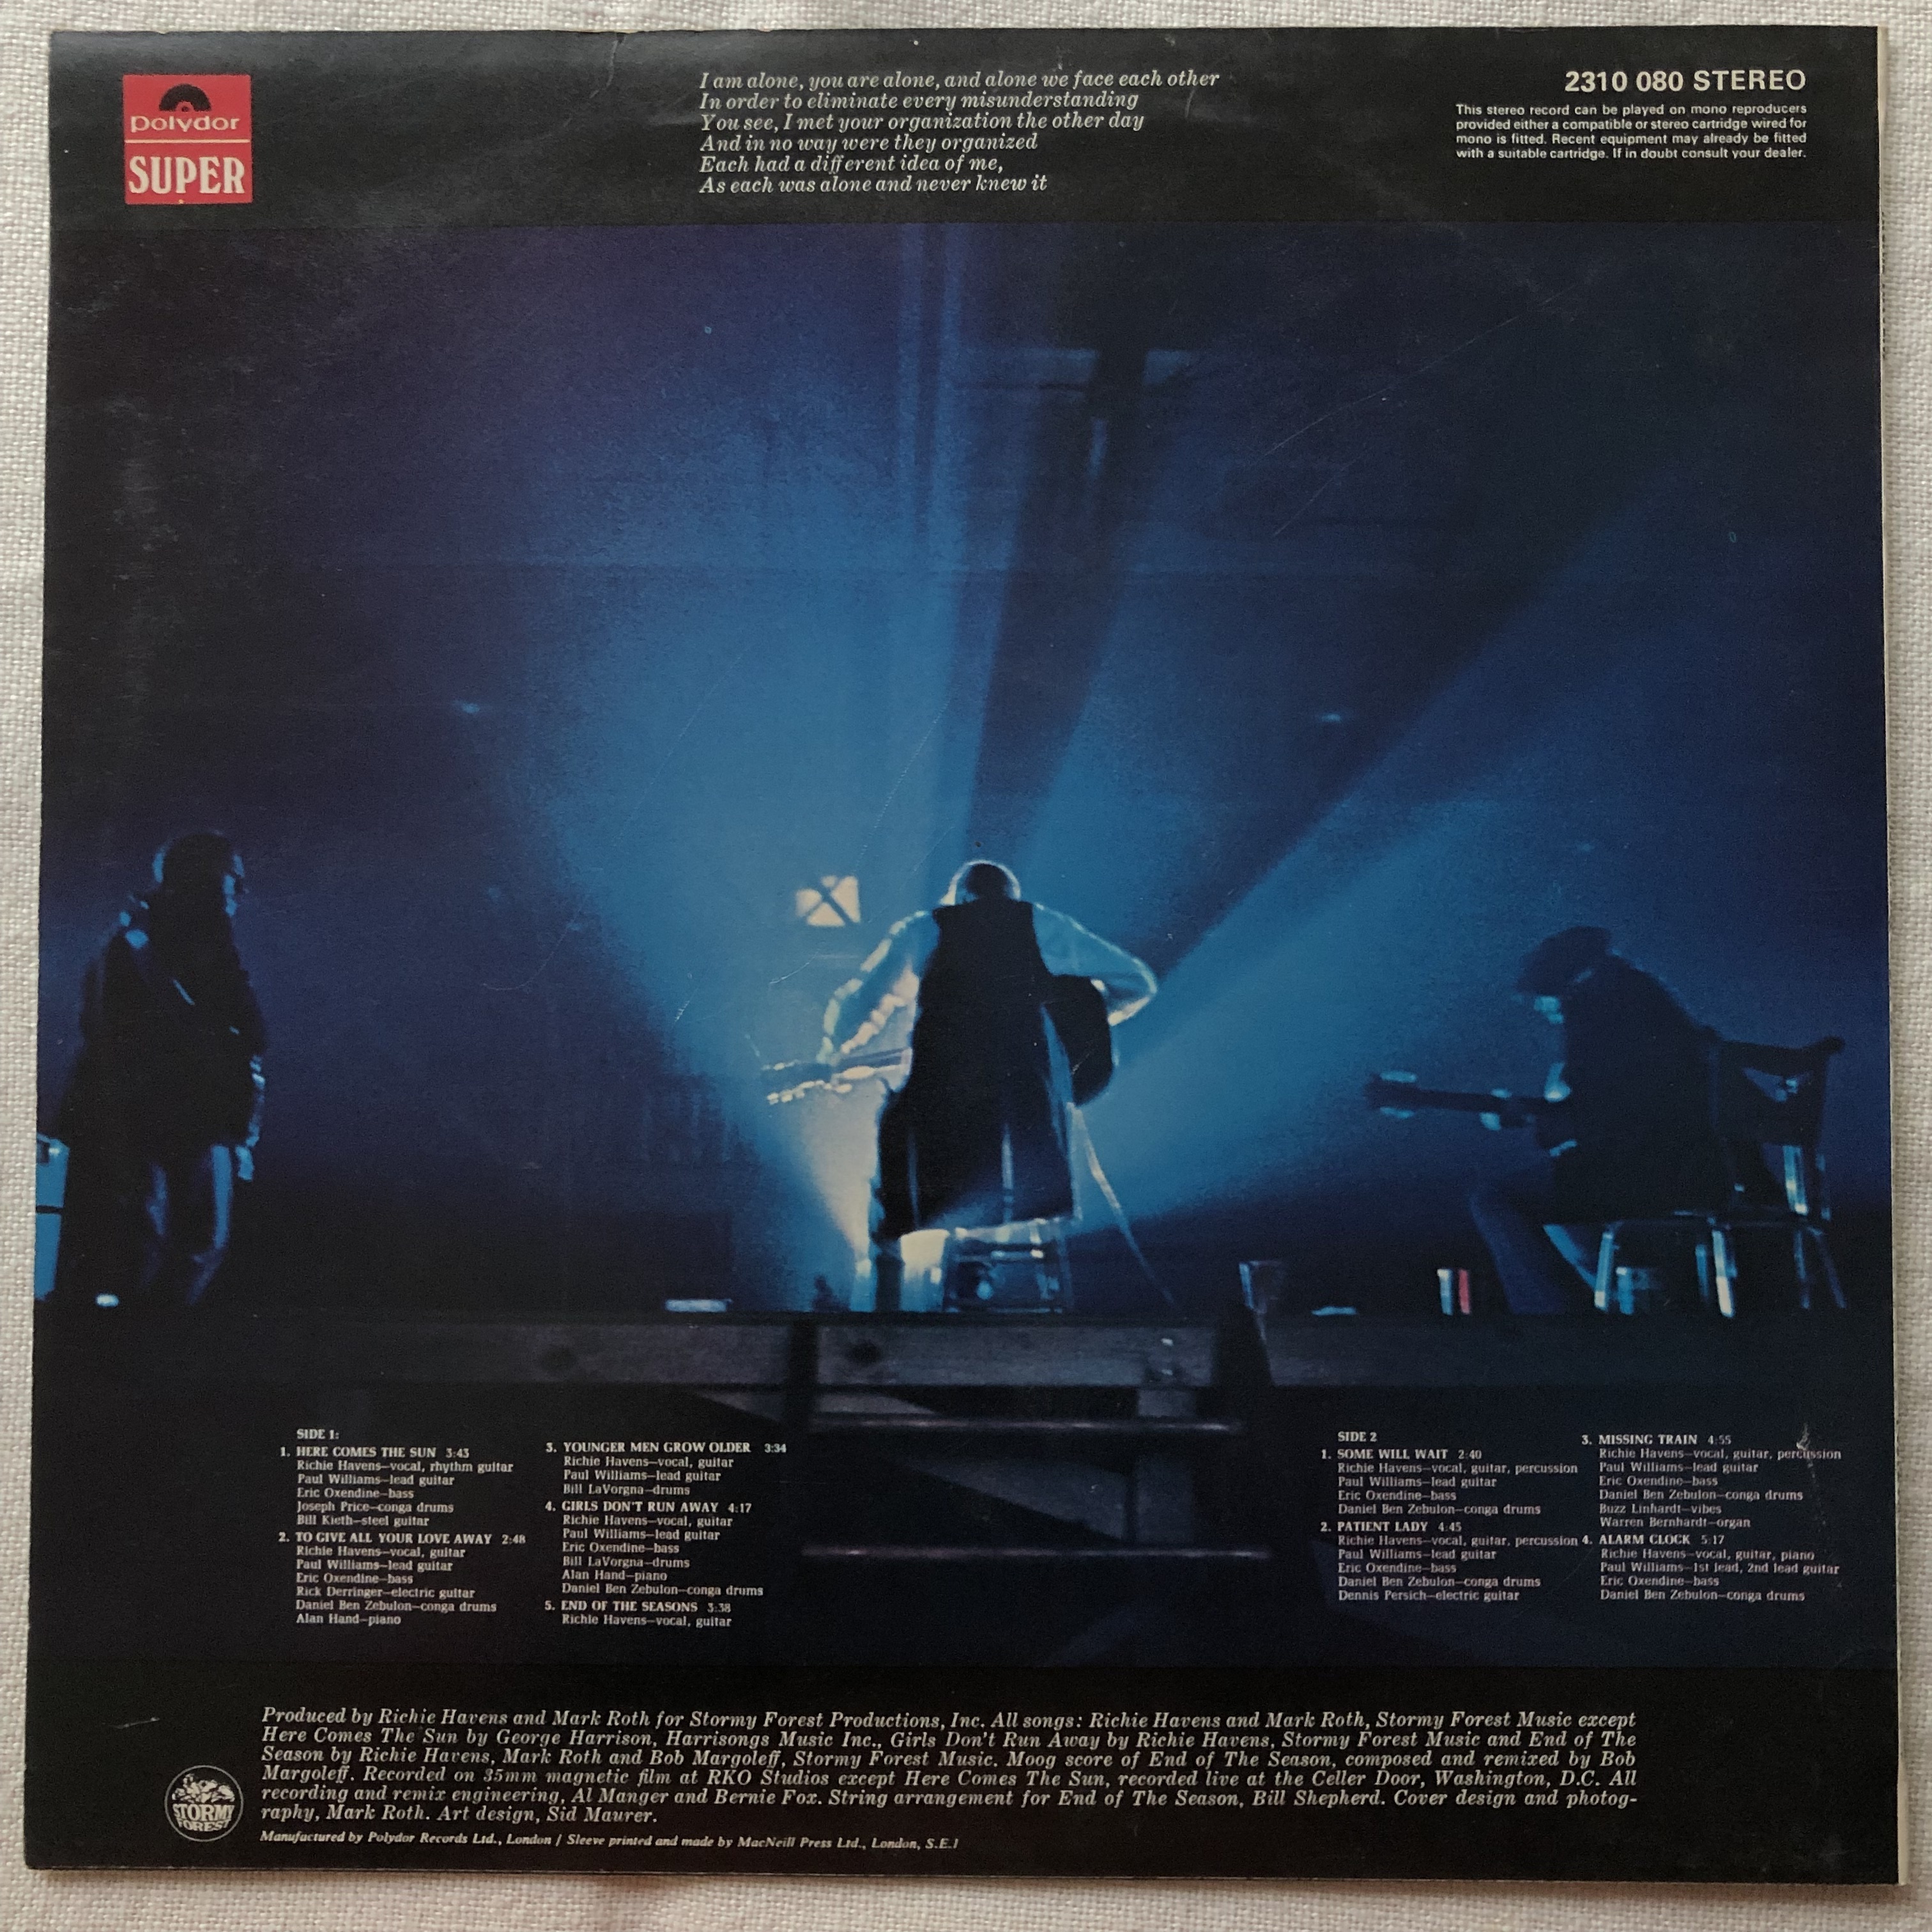 polydor
SUPER
I am alone, you are alone, and alone we face each other
In order to eliminate every misunderstanding
You see, I met your organization the other day
And in no way were they organized
Each had a different idea of me,
As each was alone and never knew it
2310 080 STEREO
This stereo record can be played on mono reproducers
provided either a compatible or stereo cartridge wired for
mono is fitted. Recent equipment may already be fitted
with a suitable cartridge. If in doubt consult your dealer.
SIDE 1:
1. HERE COMES THE SUN 3:43
Richie Havens—vocal, rhythm guitar
Paul Williams—lead guitar
Eric Oxendine—bass
Joseph Price—conga drums
Bill Kieth—steel guitar
2. TO GIVE ALL YOUR LOVE AWAY 2:48
Richie Havens—vocal, guitar
Paul Williams—lead guitar
Eric Oxendine—bass
Rick Derringer—electric guitar
Daniel Ben Zebulon—conga drums
Alan Hand—piano
3. YOUNGER MEN GROW OLDER 3:34
Richie Havens—vocal, guitar
Paul Williams—lead guitar
Bill LaVorgna—drums
4. GIRLS DON'T RUN AWAY 4:17
Richie Havens—vocal, guitar
Paul Williams—lead guitar
Eric Oxendine—bass
Bill LaVorgna—drums
Alan Hand—piano
Daniel Ben Zebulon—conga drums
5. END OF THE SEASONS 3:38
Richie Havens—vocal, guitar
SIDE 2
1. SOME WILL WAIT 2:40
Richie Havens—vocal, guitar, percussion
Paul Williams—lead guitar
Eric Oxendine—bass
Daniel Ben Zebulon—conga drums
2. PATIENT LADY 4:45
Richie Havens—vocal, guitar, percussion
Paul Williams—lead guitar
Eric Oxendine—bass
Daniel Ben Zebulon—conga drums
Dennis Persich—electric guitar
3. MISSING TRAIN 4:55
Richie Havens—vocal, guitar, percussion
Paul Williams—lead guitar
Eric Oxendine—bass
Daniel Ben Zebulon—conga drums
Buzz Linhardt—vibes
Warren Bernhardt—organ
4. ALARM CLOCK 5:17
Richie Havens—vocal, guitar, piano
Paul Williams—1st lead, 2nd lead guitar
Eric Oxendine—bass
Daniel Ben Zebulon—conga drums
Produced by Richie Havens and Mark Roth for Stormy Forest Productions, Inc. All songs: Richie Havens and Mark Roth, Stormy Forest Music except
Here Comes The Sun by George Harrison, Harrisongs Music Inc., Girls Don't Run Away by Richie Havens, Stormy Forest Music and End of The
Season by Richie Havens, Mark Roth and Bob Margoleff, Stormy Forest Music. Moog score of End of The Season, composed and remixed by Bob
Margoleff. Recorded on 35mm magnetic film at RKO Studios except Here Comes The Sun, recorded live at the Celler Door, Washington, D.C. All
recording and remix engineering, Al Manger and Bernie Fox. String arrangement for End of The Season, Bill Shepherd. Cover design and photog-
raphy, Mark Roth. Art design, Sid Maurer.
STORMY
FOREST
Manufactured by Polydor Records Ltd., London / Sleeve printed and made by MacNeill Press Ltd., London, S.E.1